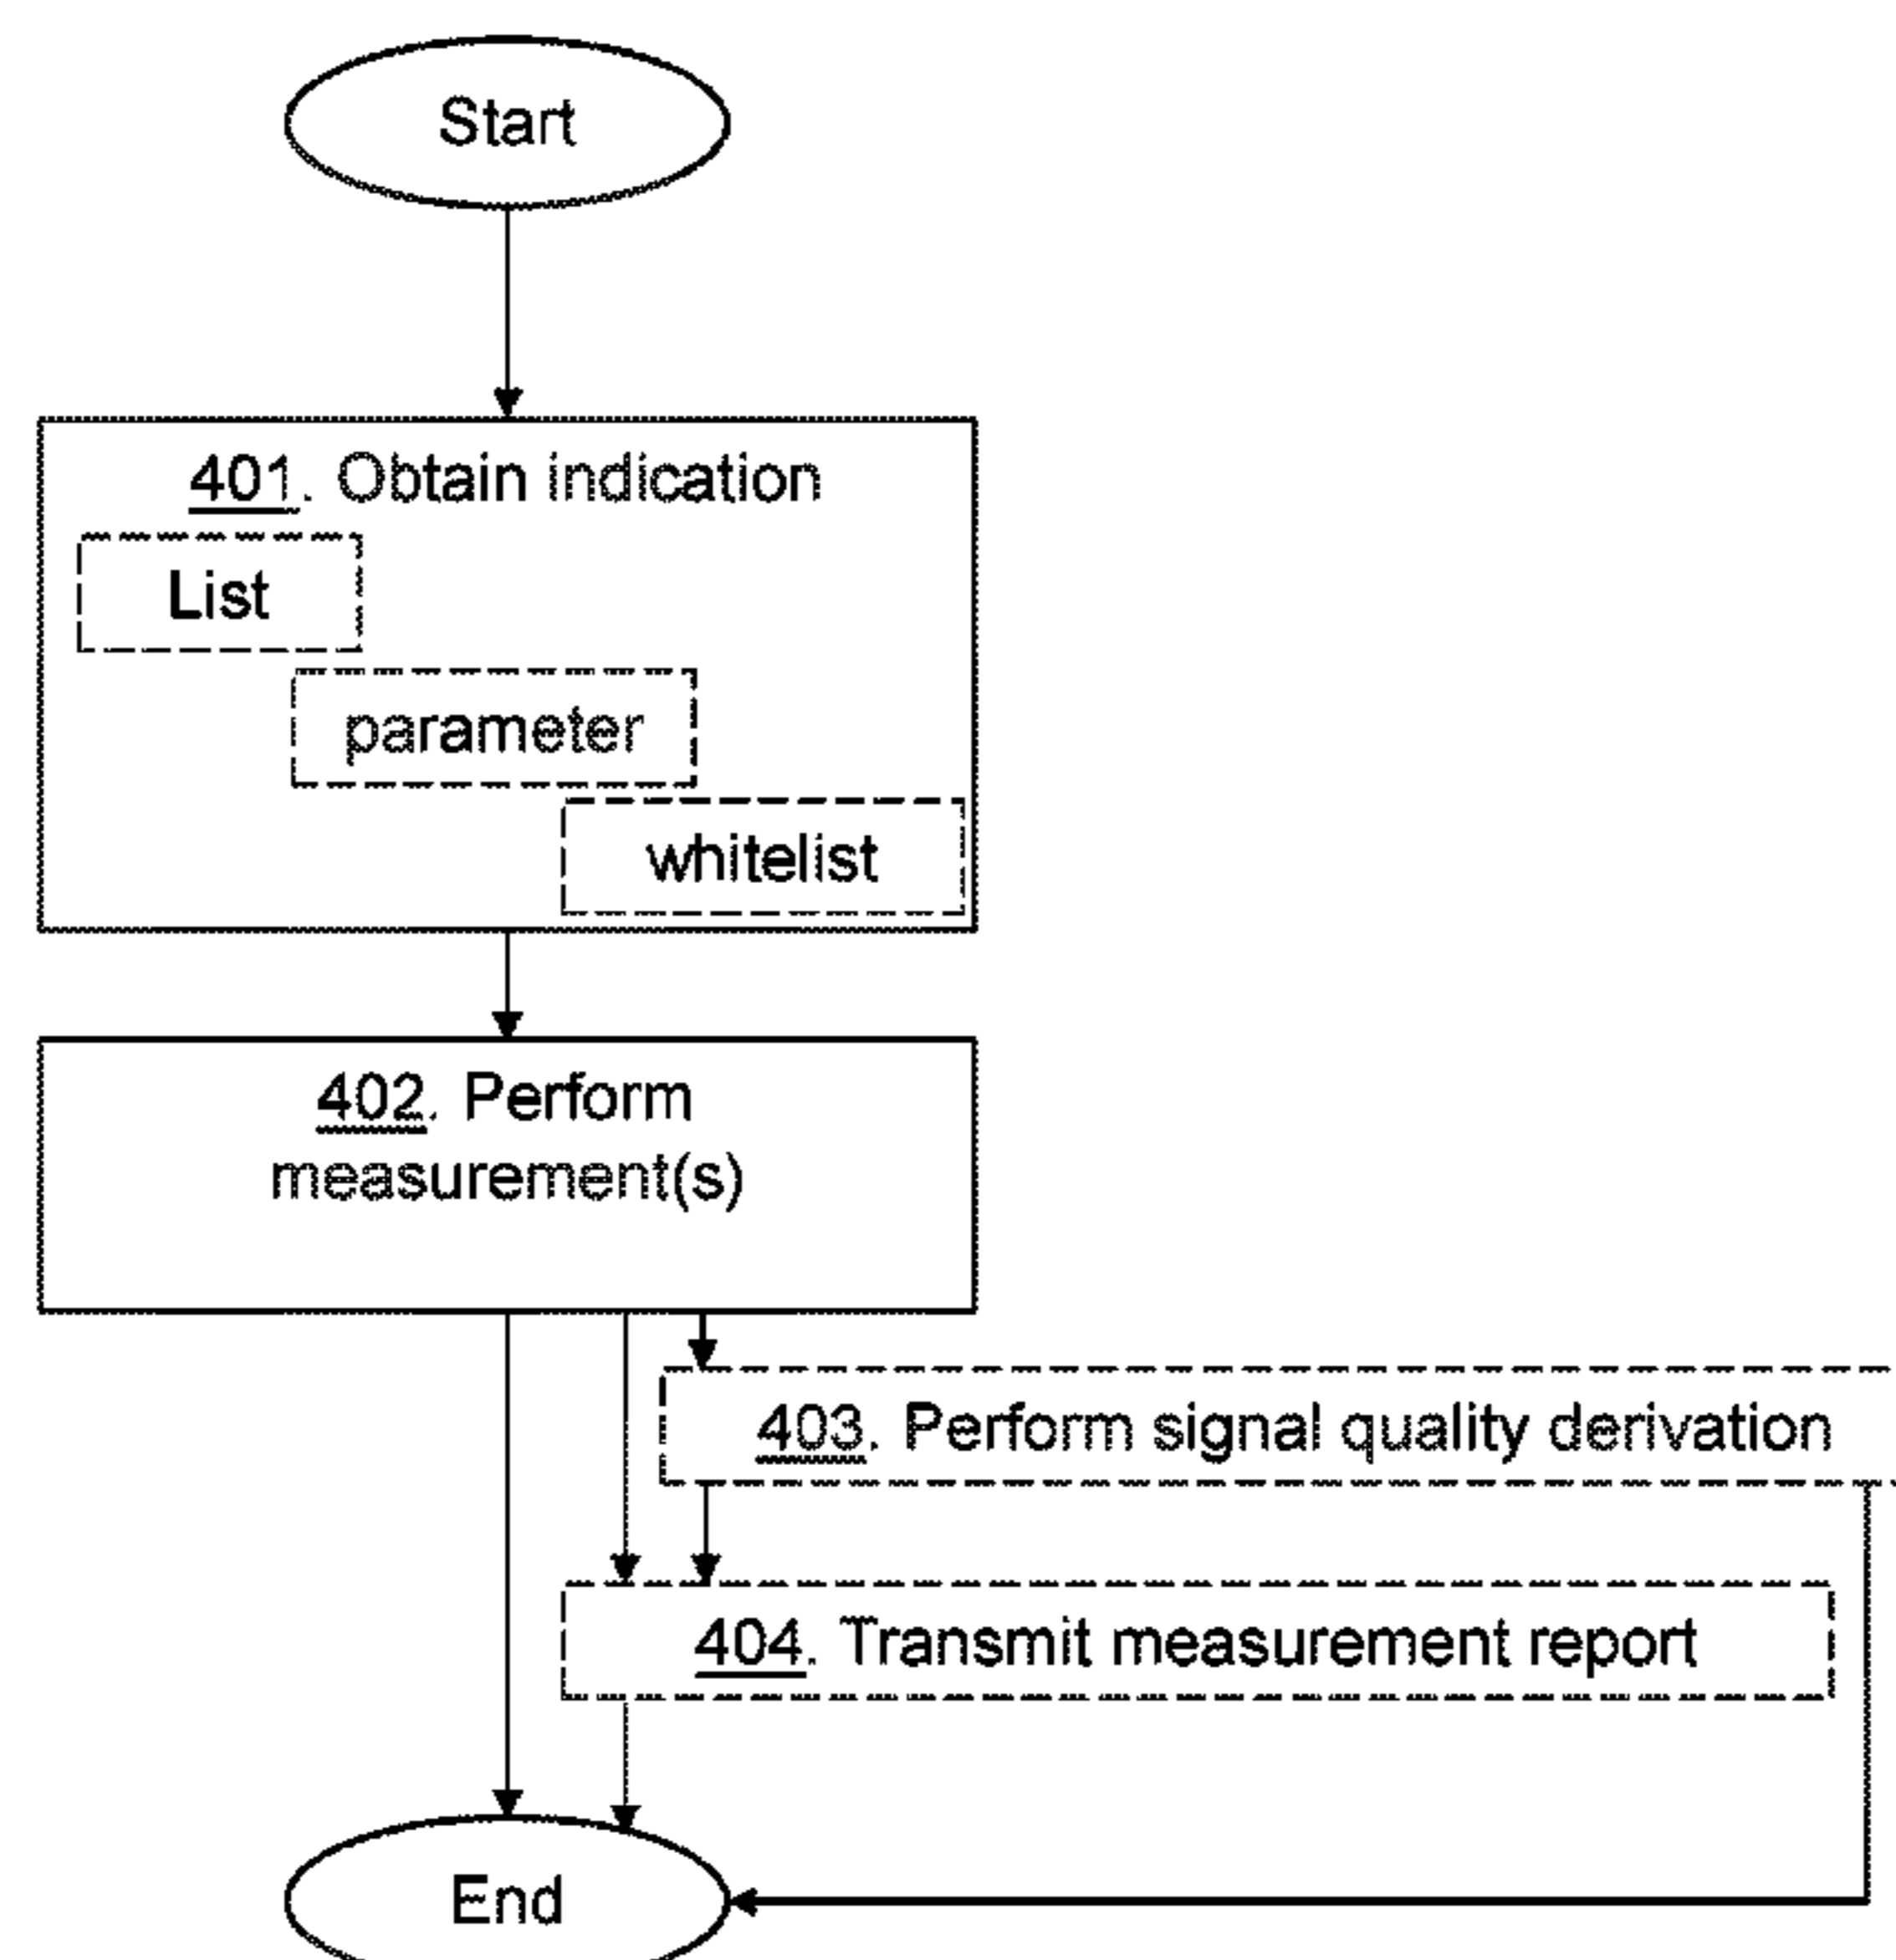 Start
401. Obtain indication
List
parameter
whitelist
402. Perform
measurement(s)
403. Perform signal quality derivation
404. Transmit measurement report
End